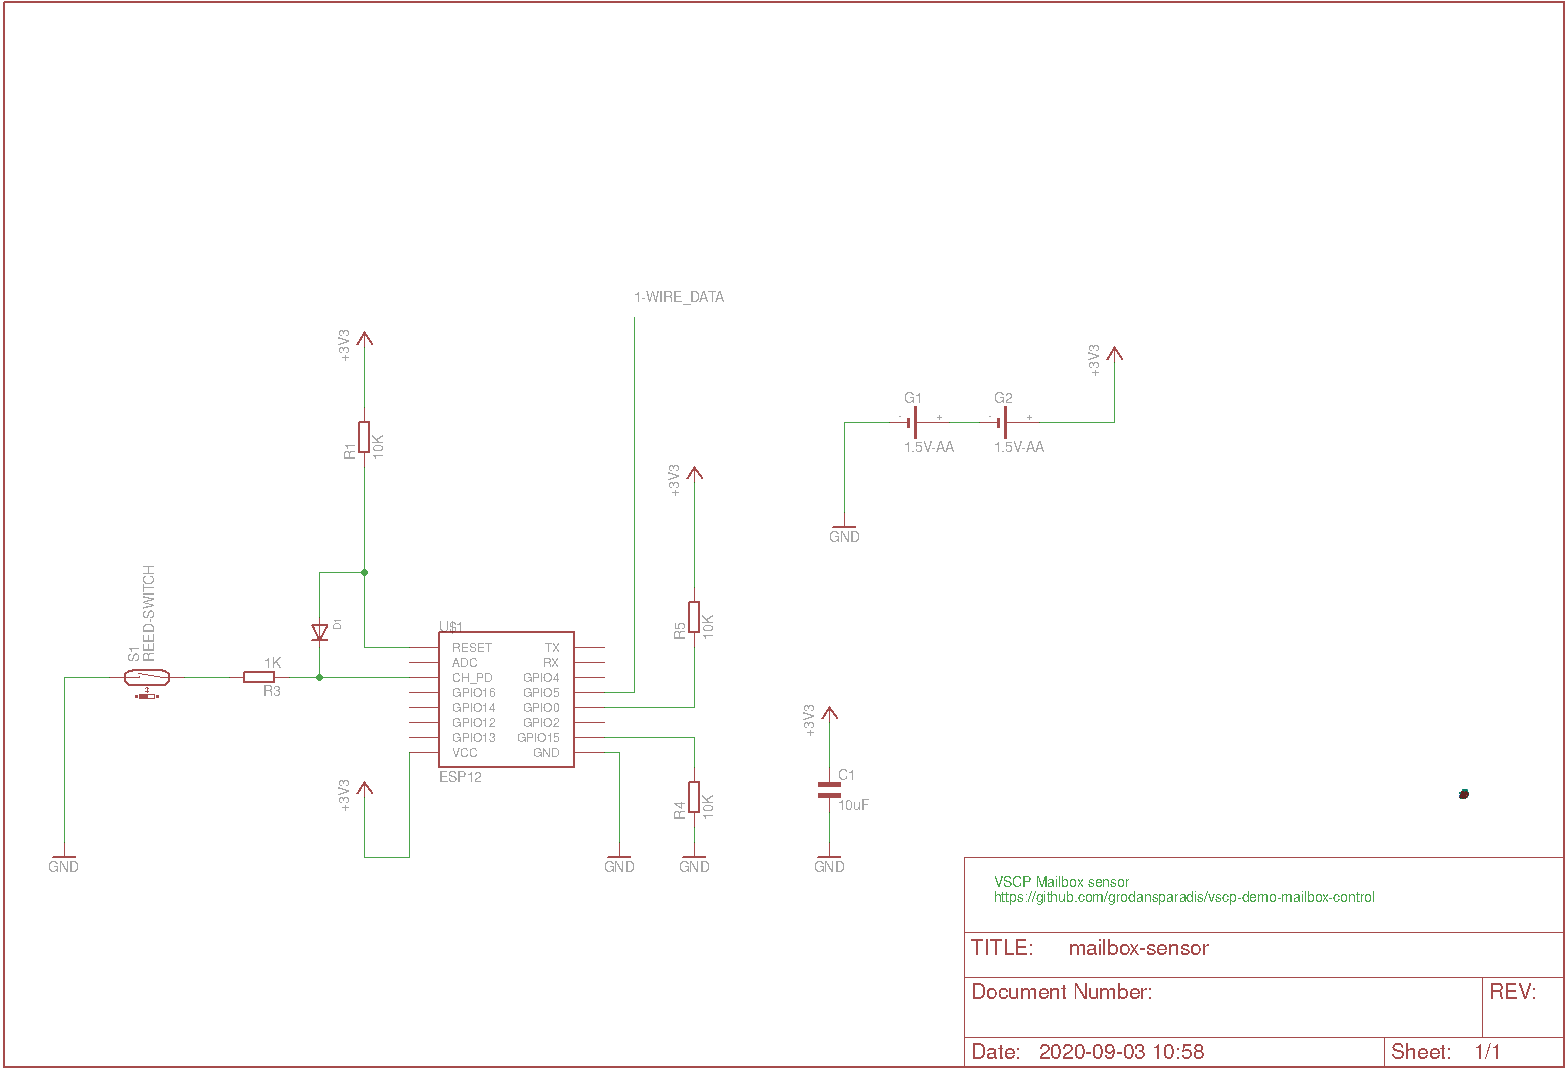 1-WIRE_DATA
+3V3
R1
10K
+3V3
R5
10K
G1
-
+
1.5V-AA
G2
-
+
1.5V-AA
+3V3
GND
S1
REED-SWITCH
1K
R3
D1
U$1
RESET
ADC
CH_PD
GPIO16
GPIO14
GPIO12
GPIO13
VCC
TX
RX
GPIO4
GPIO5
GPIO0
GPIO2
GPIO15
GND
ESP12
+3V3
R4
10K
+3V3
C1
10uF
GND
GND
GND
GND
VSCP Mailbox sensor
https://github.com/grodansparadis/vscp-demo-mailbox-control
TITLE: mailbox-sensor
Document Number:
REV:
Date: 2020-09-03 10:58
Sheet: 1/1